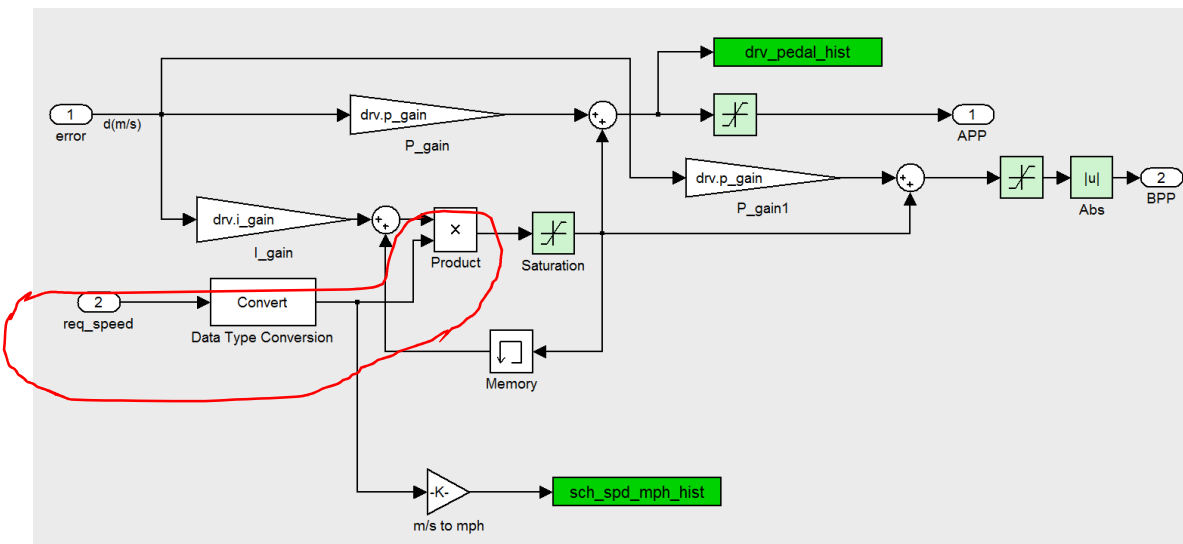 drv_pedal_hist
1
error
d(m/s)
drv.p_gain
P_gain
+
+
1
APP
drv.p_gain
P_gain1
+
+
|u|
Abs
2
BPP
drv.i_gain
I_gain
+
+
×
Product
Saturation
2
req_speed
Convert
Data Type Conversion
Memory
-K-
m/s to mph
sch_spd_mph_hist